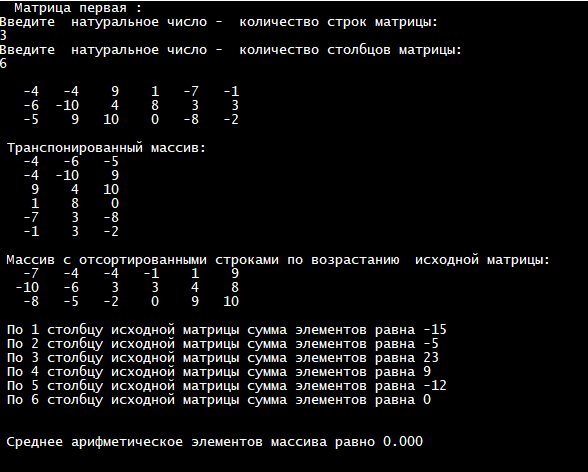 Матрица первая :
Введите  натуральное число -  количество строк матрицы:
3
Введите  натуральное число -  количество столбцов матрицы:
6
-4   -4    9    1   -7   -1
-6  -10    4    8    3    3
-5    9   10    0   -8   -2
Транспонированный массив:
-4   -6   -5
-4  -10    9
9    4   10
1    8    0
-7    3   -8
-1    3   -2
Массив с отсортированными строками по возрастанию  исходной матрицы:
-7   -4   -4   -1    1    9
-10   -6    3    3    4    8
-8   -5   -2    0    9   10
По 1 столбцу исходной матрицы сумма элементов равна -15
По 2 столбцу исходной матрицы сумма элементов равна -5
По 3 столбцу исходной матрицы сумма элементов равна 23
По 4 столбцу исходной матрицы сумма элементов равна 9
По 5 столбцу исходной матрицы сумма элементов равна -12
По 6 столбцу исходной матрицы сумма элементов равна 0
Среднее арифметическое элементов массива равно 0.000